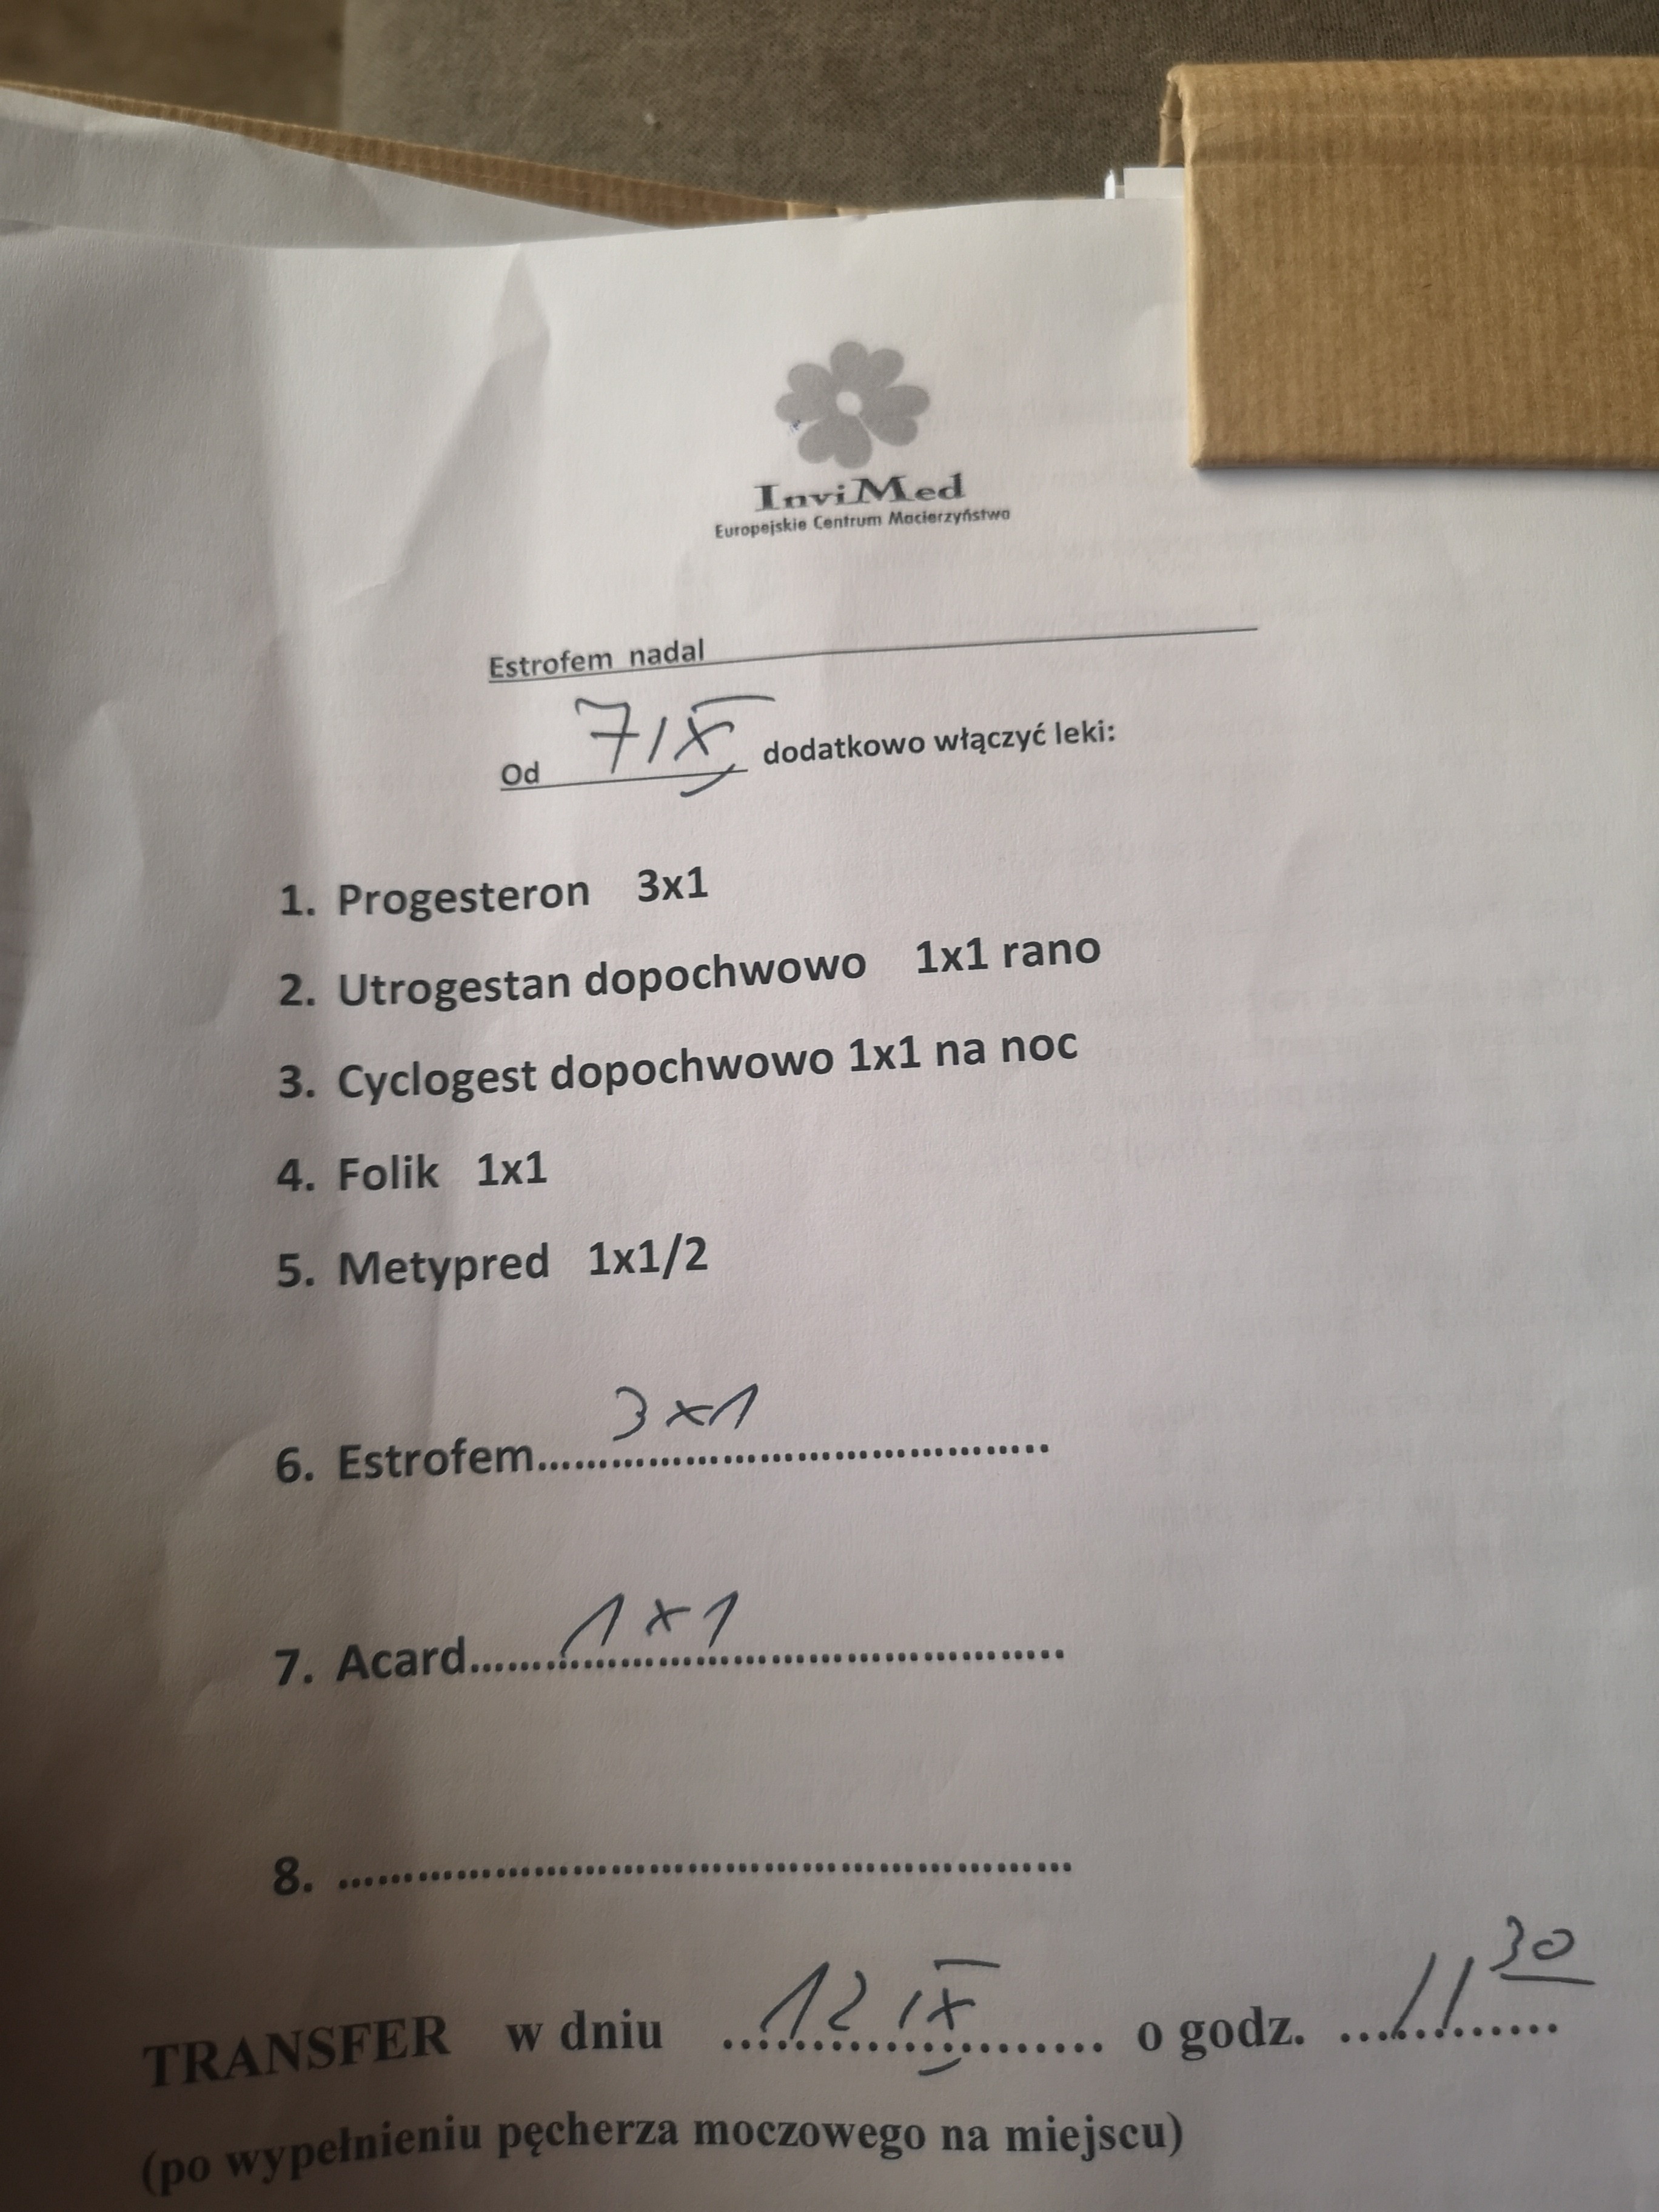 InviMed
Europejskie Centrum Macierzyństwa
Estrofem nadal
Od 7 IX dodatkowo włączyć leki:
1. Progesteron 3x1
2. Utrogestan dopochwowo 1x1 rano
3. Cyclogest dopochwowo 1x1 na noc
4. Folik 1x1
5. Metypred 1x1/2
6. Estrofem 3x1
7. Acard 1x1
8.
TRANSFER w dniu 12 IX o godz. 11 30
(po wypełnieniu pęcherza moczowego na miejscu)